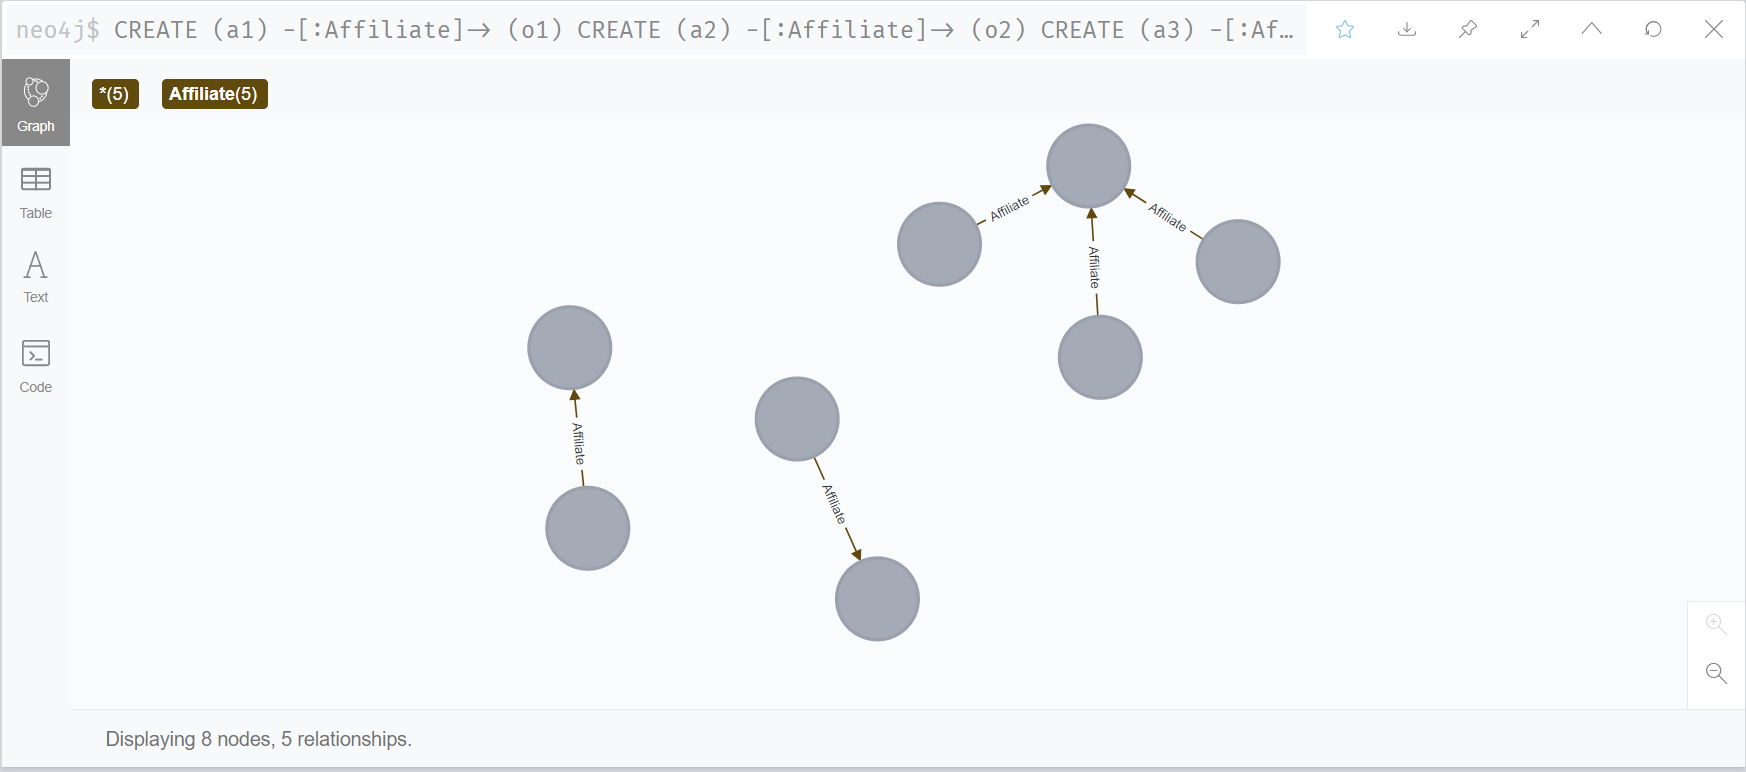 neo4j$ CREATE (a1) -[:Affiliate]-> (o1) CREATE (a2) -[:Affiliate]-> (o2) CREATE (a3) -[:Af…
*(5) Affiliate(5)
Graph
Table
Text
Code
Affiliate
Affiliate
Affiliate
Affiliate
Affiliate
Displaying 8 nodes, 5 relationships.